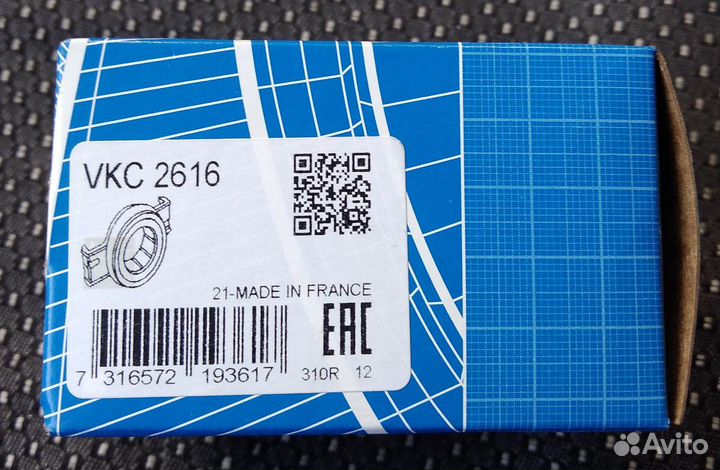 VKC 2616
21-MADE IN FRANCE
EAC
7 316572 193617 310R 12
Avito